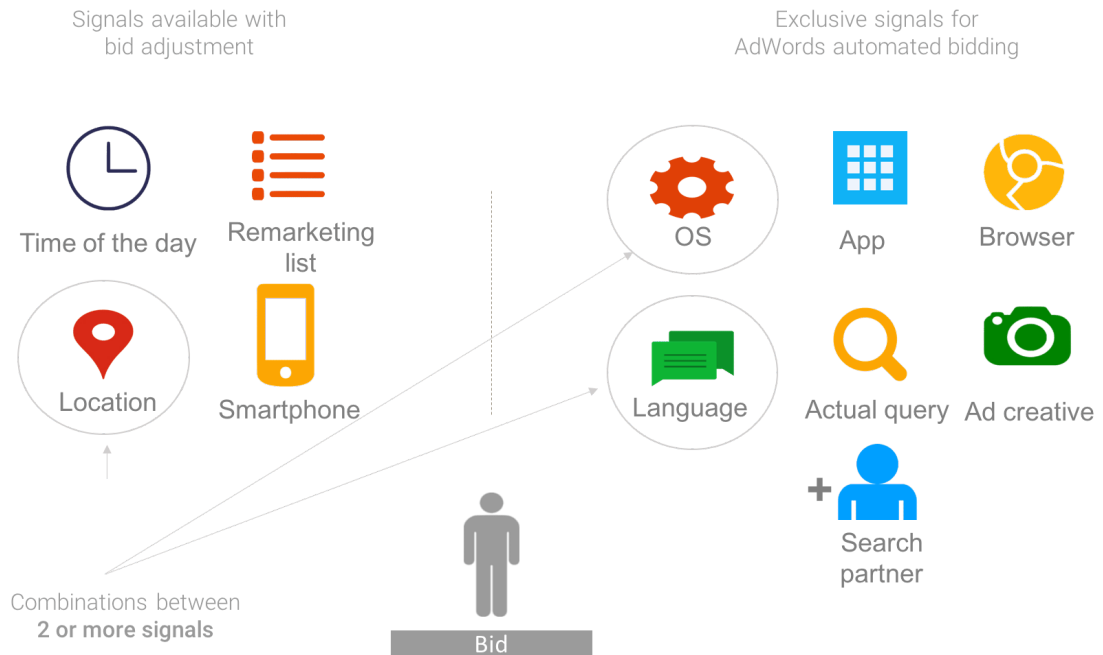 Signals available with
bid adjustment
Exclusive signals for
AdWords automated bidding
Time of the day
Remarketing
list
OS
App
Browser
Location
Smartphone
Language
Actual query
Ad creative
+
Search
partner
Combinations between
2 or more signals
Bid